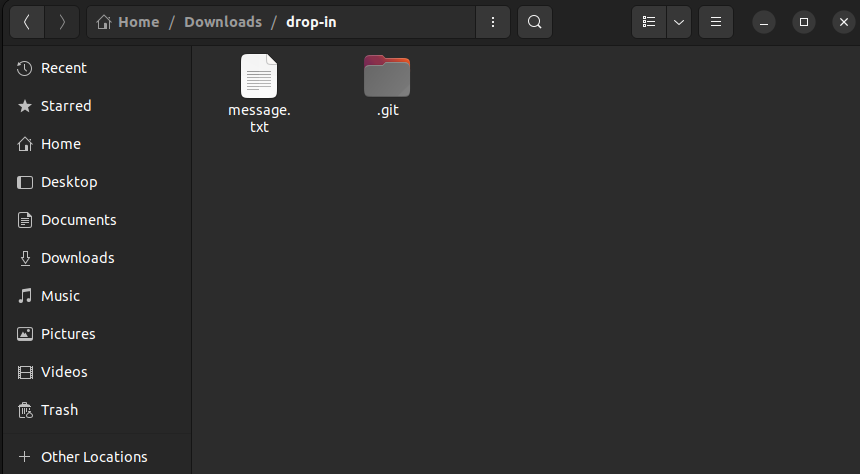 Home / Downloads / drop-in
Recent
Starred
Home
Desktop
Documents
Downloads
Music
Pictures
Videos
Trash
Other Locations
message.
txt
.git